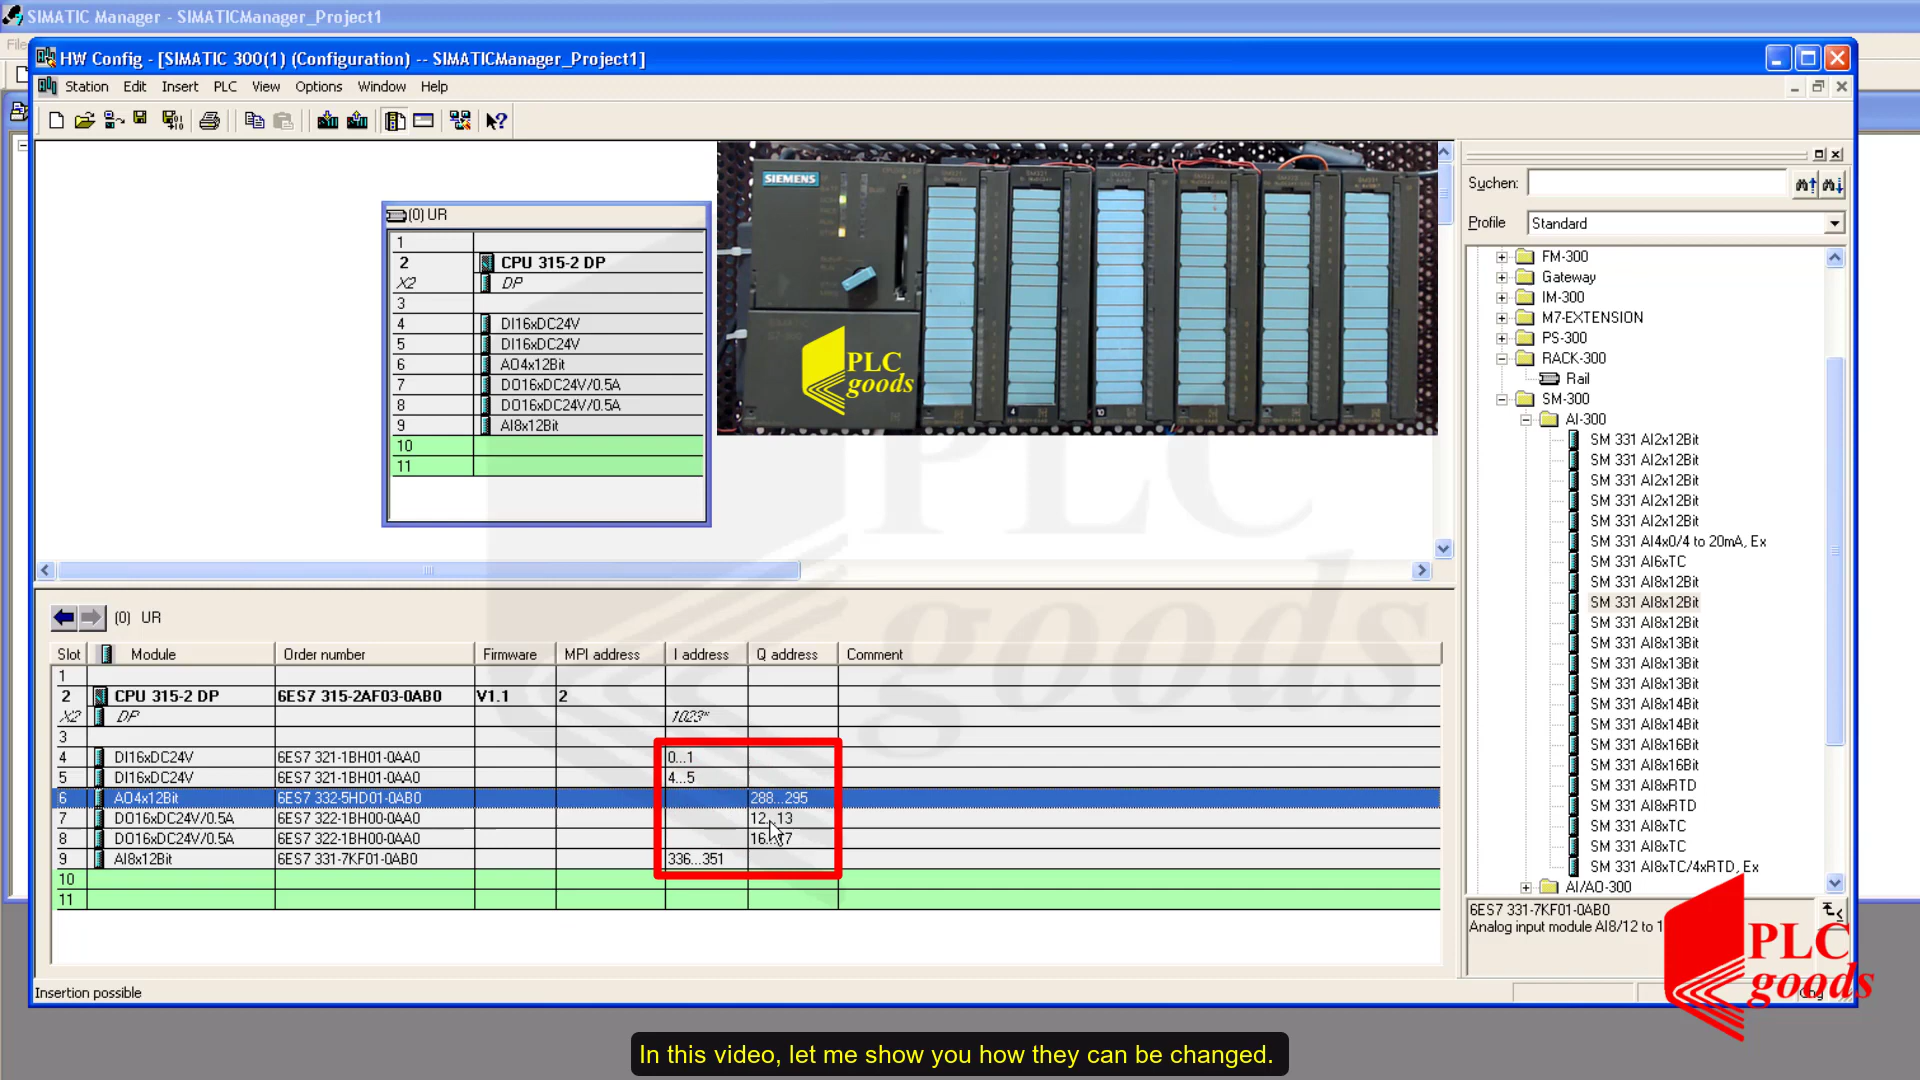 SIMATIC Manager - SIMATICManager_Project1
HW Config - [SIMATIC 300(1) (Configuration) -- SIMATICManager_Project1]
Station Edit Insert PLC View Options Window Help
(0) UR
1
2 CPU 315-2 DP
X2 DP
3
4 DI16xDC24V
5 DI16xDC24V
6 AO4x12Bit
7 DO16xDC24V/0.5A
8 DO16xDC24V/0.5A
9 AI8x12Bit
10
11
SIEMENS
PLC
goods
Suchen:
Profile Standard
FM-300
Gateway
IM-300
M7-EXTENSION
PS-300
RACK-300
Rail
SM-300
AI-300
SM 331 AI2x12Bit
SM 331 AI2x12Bit
SM 331 AI2x12Bit
SM 331 AI2x12Bit
SM 331 AI2x12Bit
SM 331 AI4x0/4 to 20mA, Ex
SM 331 AI6xTC
SM 331 AI8x12Bit
SM 331 AI8x12Bit
SM 331 AI8x12Bit
SM 331 AI8x13Bit
SM 331 AI8x13Bit
SM 331 AI8x13Bit
SM 331 AI8x14Bit
SM 331 AI8x14Bit
SM 331 AI8x16Bit
SM 331 AI8x16Bit
SM 331 AI8xRTD
SM 331 AI8xRTD
SM 331 AI8xTC
SM 331 AI8xTC
SM 331 AI8xTC/4xRTD, Ex
AI/AO-300
6ES7 331-7KF01-0AB0
Analog input module AI8/12 to 1
(0) UR
Slot Module Order number Firmware MPI address I address Q address Comment
1
2 CPU 315-2 DP 6ES7 315-2AF03-0AB0 V1.1 2
X2 DP 1023*
3
4 DI16xDC24V 6ES7 321-1BH01-0AA0 0...1
5 DI16xDC24V 6ES7 321-1BH01-0AA0 4...5
6 AO4x12Bit 6ES7 332-5HD01-0AB0 288...295
7 DO16xDC24V/0.5A 6ES7 322-1BH00-0AA0 12...13
8 DO16xDC24V/0.5A 6ES7 322-1BH00-0AA0 16...17
9 AI8x12Bit 6ES7 331-7KF01-0AB0 336...351
10
11
PLC
goods
Insertion possible
PLC
goods
In this video, let me show you how they can be changed.